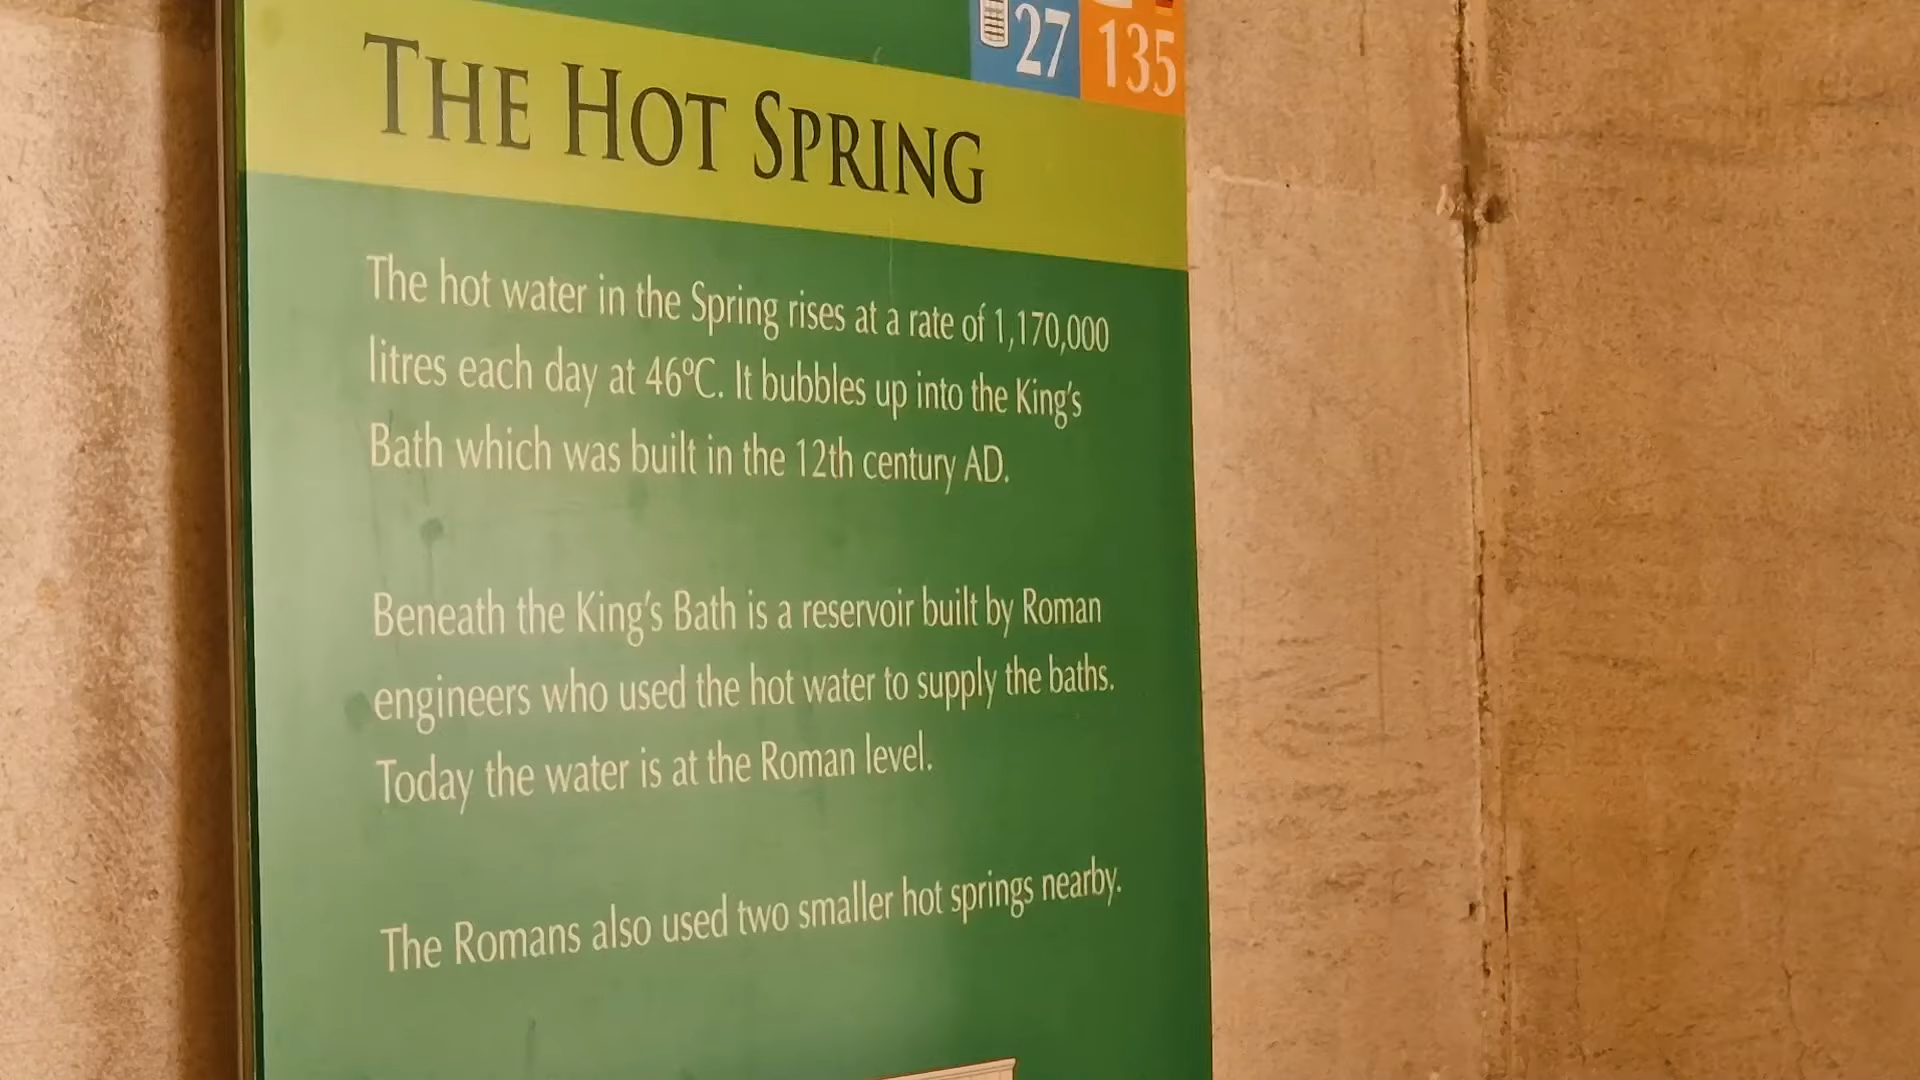 27
135
THE HOT SPRING
The hot water in the Spring rises at a rate of 1,170,000
litres each day at 46ºC. It bubbles up into the King's
Bath which was built in the 12th century AD.
Beneath the King's Bath is a reservoir built by Roman
engineers who used the hot water to supply the baths.
Today the water is at the Roman level.
The Romans also used two smaller hot springs nearby.